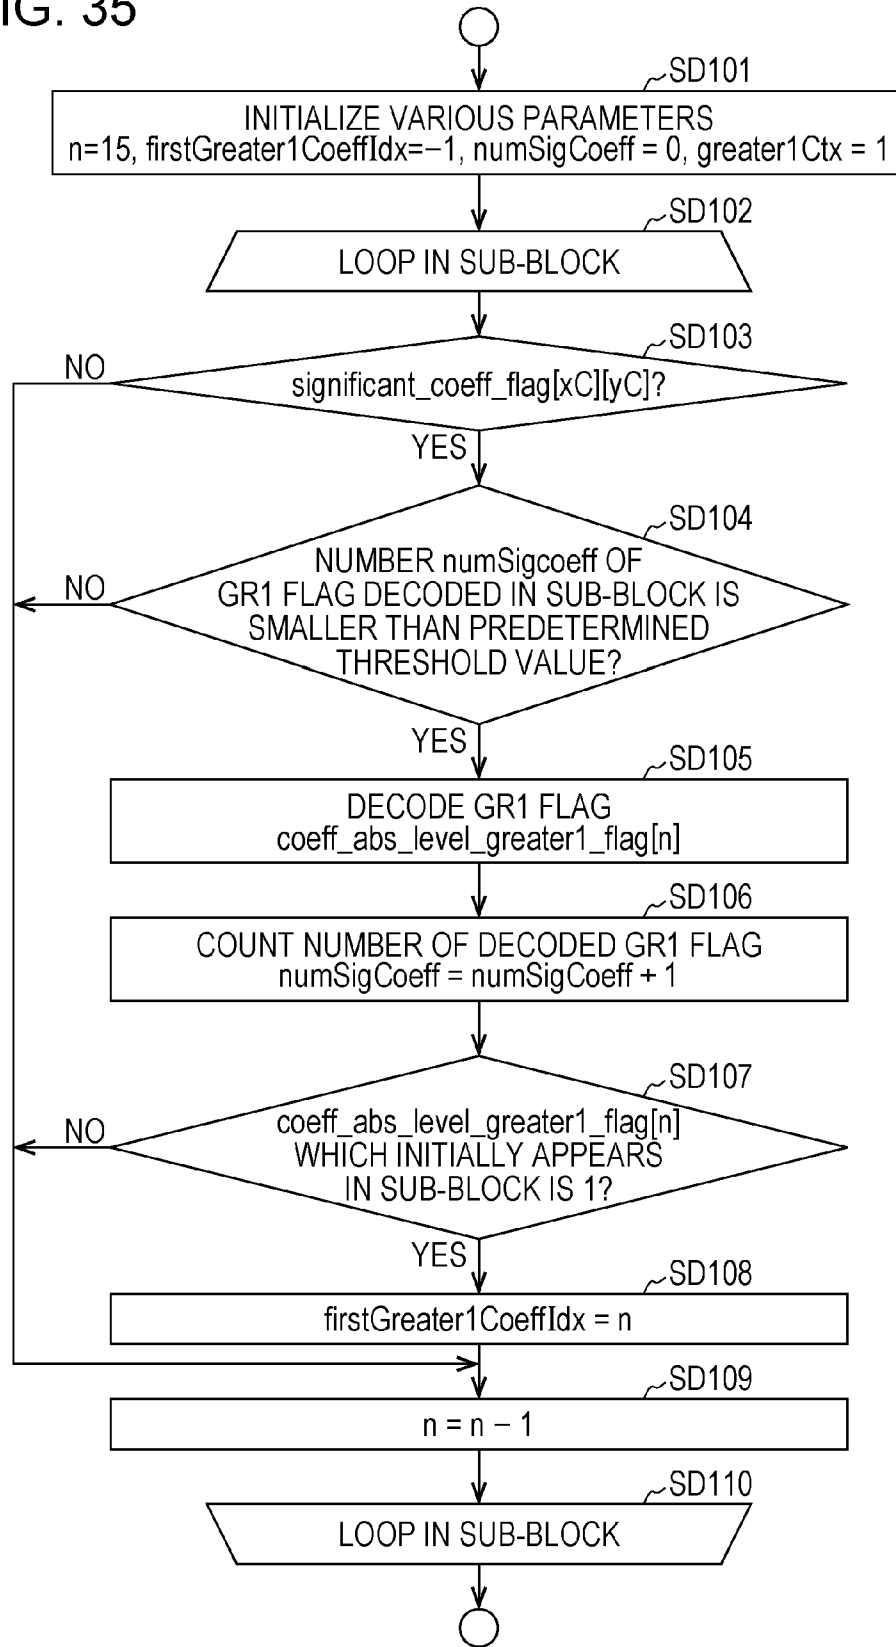 IG. 35
SD101
INITIALIZE VARIOUS PARAMETERS
n=15, firstGreater1CoeffIdx=−1, numSigCoeff = 0, greater1Ctx = 1
SD102
LOOP IN SUB-BLOCK
SD103
NO
significant_coeff_flag[xC][yC]?
YES
SD104
NUMBER numSigcoeff OF
NO
GR1 FLAG DECODED IN SUB-BLOCK IS
SMALLER THAN PREDETERMINED
THRESHOLD VALUE?
YES
SD105
DECODE GR1 FLAG
coeff_abs_level_greater1_flag[n]
SD106
COUNT NUMBER OF DECODED GR1 FLAG
numSigCoeff = numSigCoeff + 1
SD107
coeff_abs_level_greater1_flag[n]
NO
WHICH INITIALLY APPEARS
IN SUB-BLOCK IS 1?
YES
SD108
firstGreater1CoeffIdx = n
SD109
n = n − 1
SD110
LOOP IN SUB-BLOCK